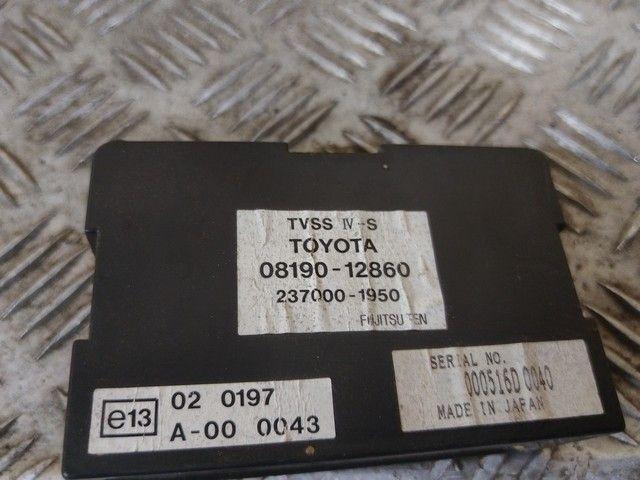 TVSS IV-S
TOYOTA
08190-12860
237000-1950
FUJITSU TEN
SERIAL NO.
000516D 0040
MADE IN JAPAN
e13
02 0197
A-00 0043